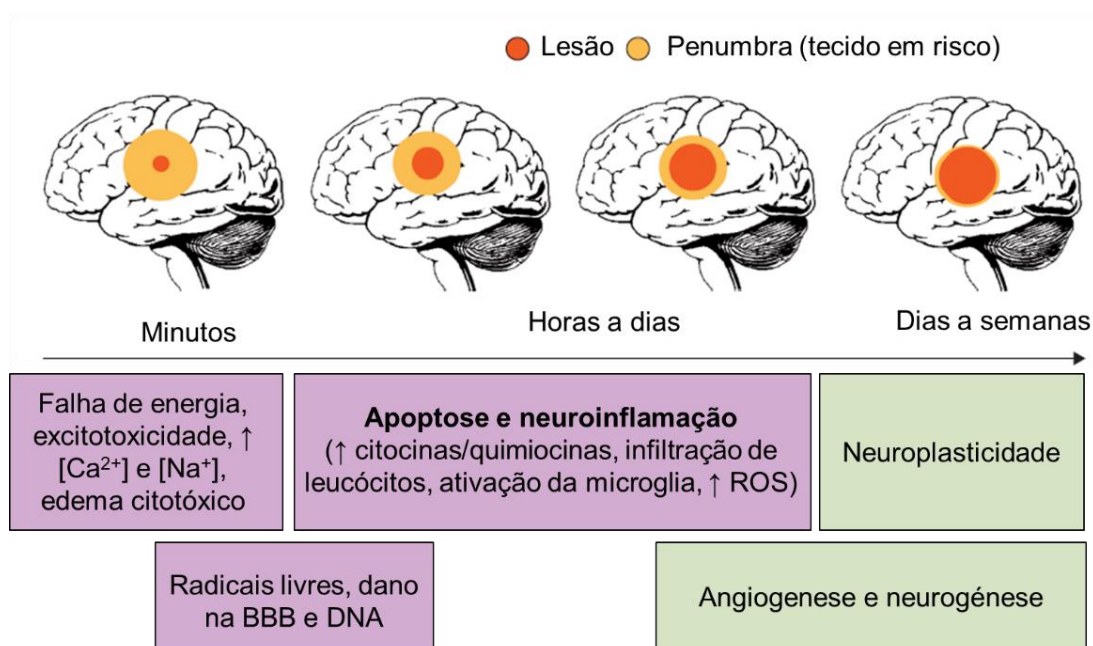 Lesão
Penumbra (tecido em risco)
Minutos
Horas a dias
Dias a semanas
Falha de energia,
excitotoxicidade, ↑
[Ca²⁺] e [Na⁺],
edema citotóxico
Apoptose e neuroinflamação
(↑ citocinas/quimiocinas, infiltração de
leucócitos, ativação da microglia, ↑ ROS)
Neuroplasticidade
Radicais livres, dano
na BBB e DNA
Angiogenese e neurogénese